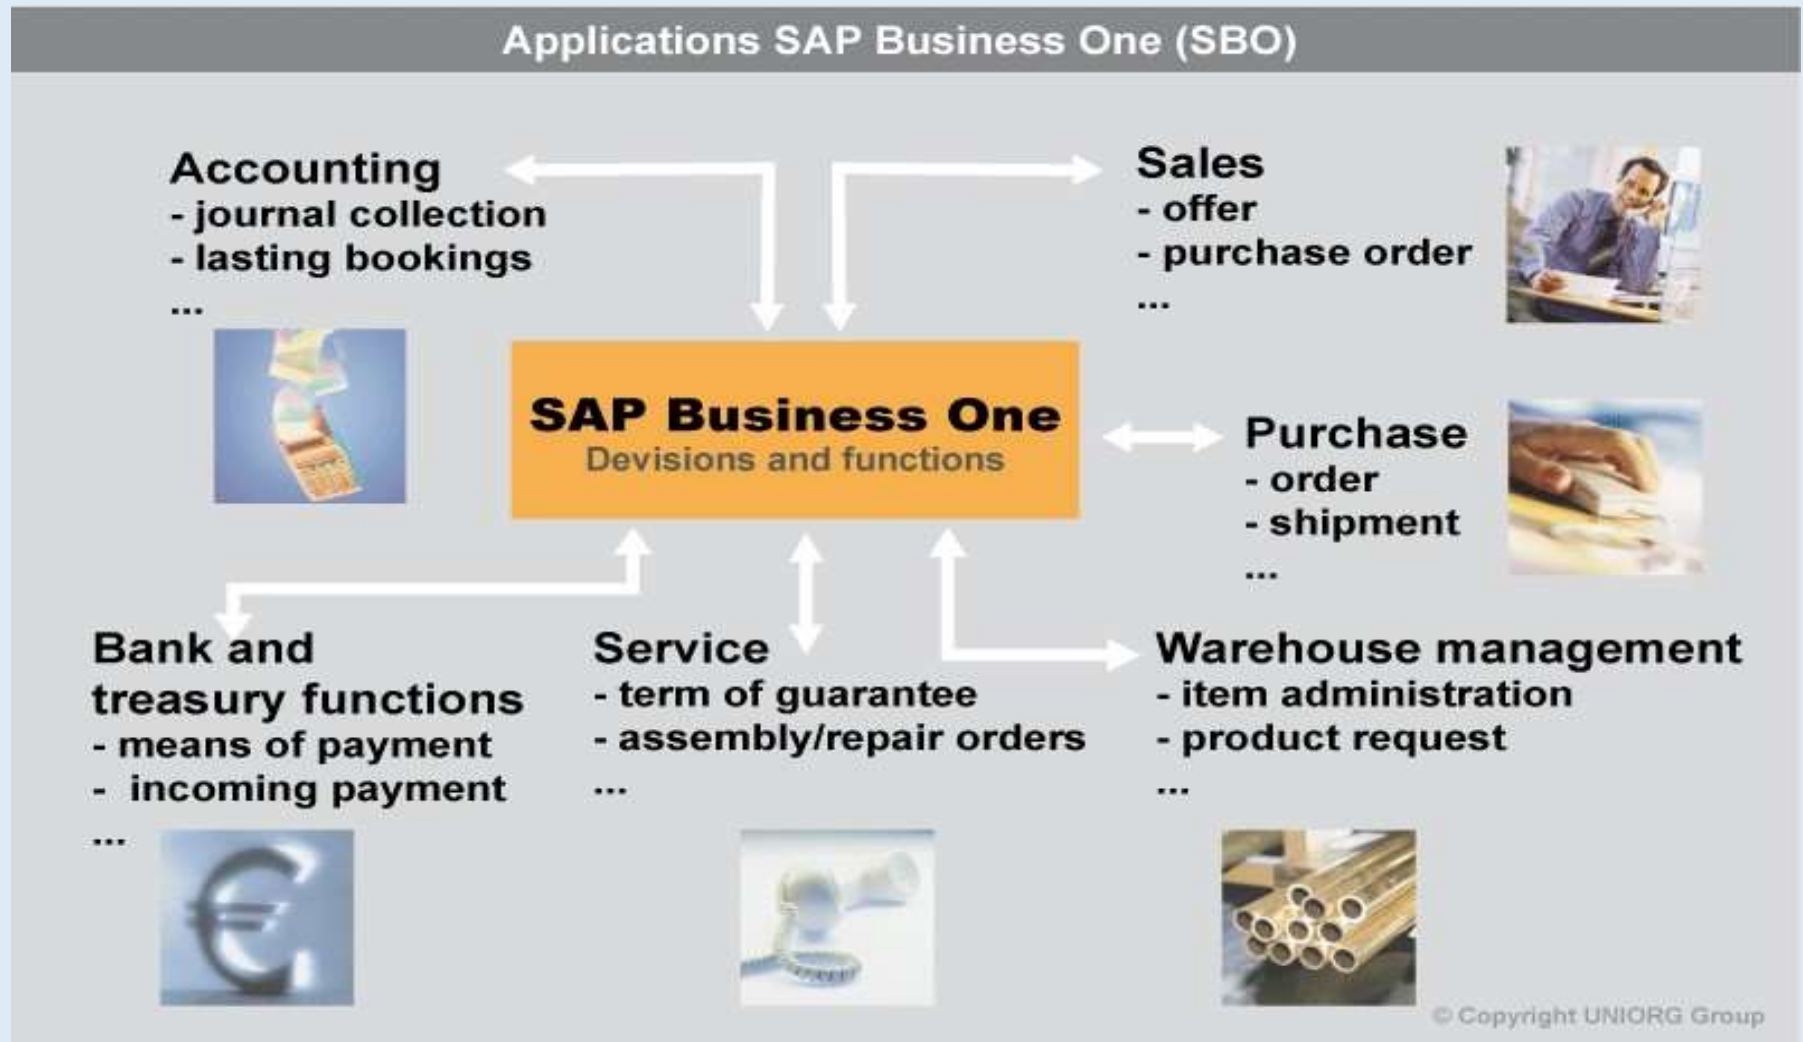 Applications SAP Business One (SBO)
Accounting
- journal collection
- lasting bookings
...
Sales
- offer
- purchase order
...
SAP Business One
Devisions and functions
Purchase
- order
- shipment
...
Bank and
treasury functions
- means of payment
- incoming payment
...
Service
- term of guarantee
- assembly/repair orders
...
Warehouse management
- item administration
- product request
...
© Copyright UNIORG Group